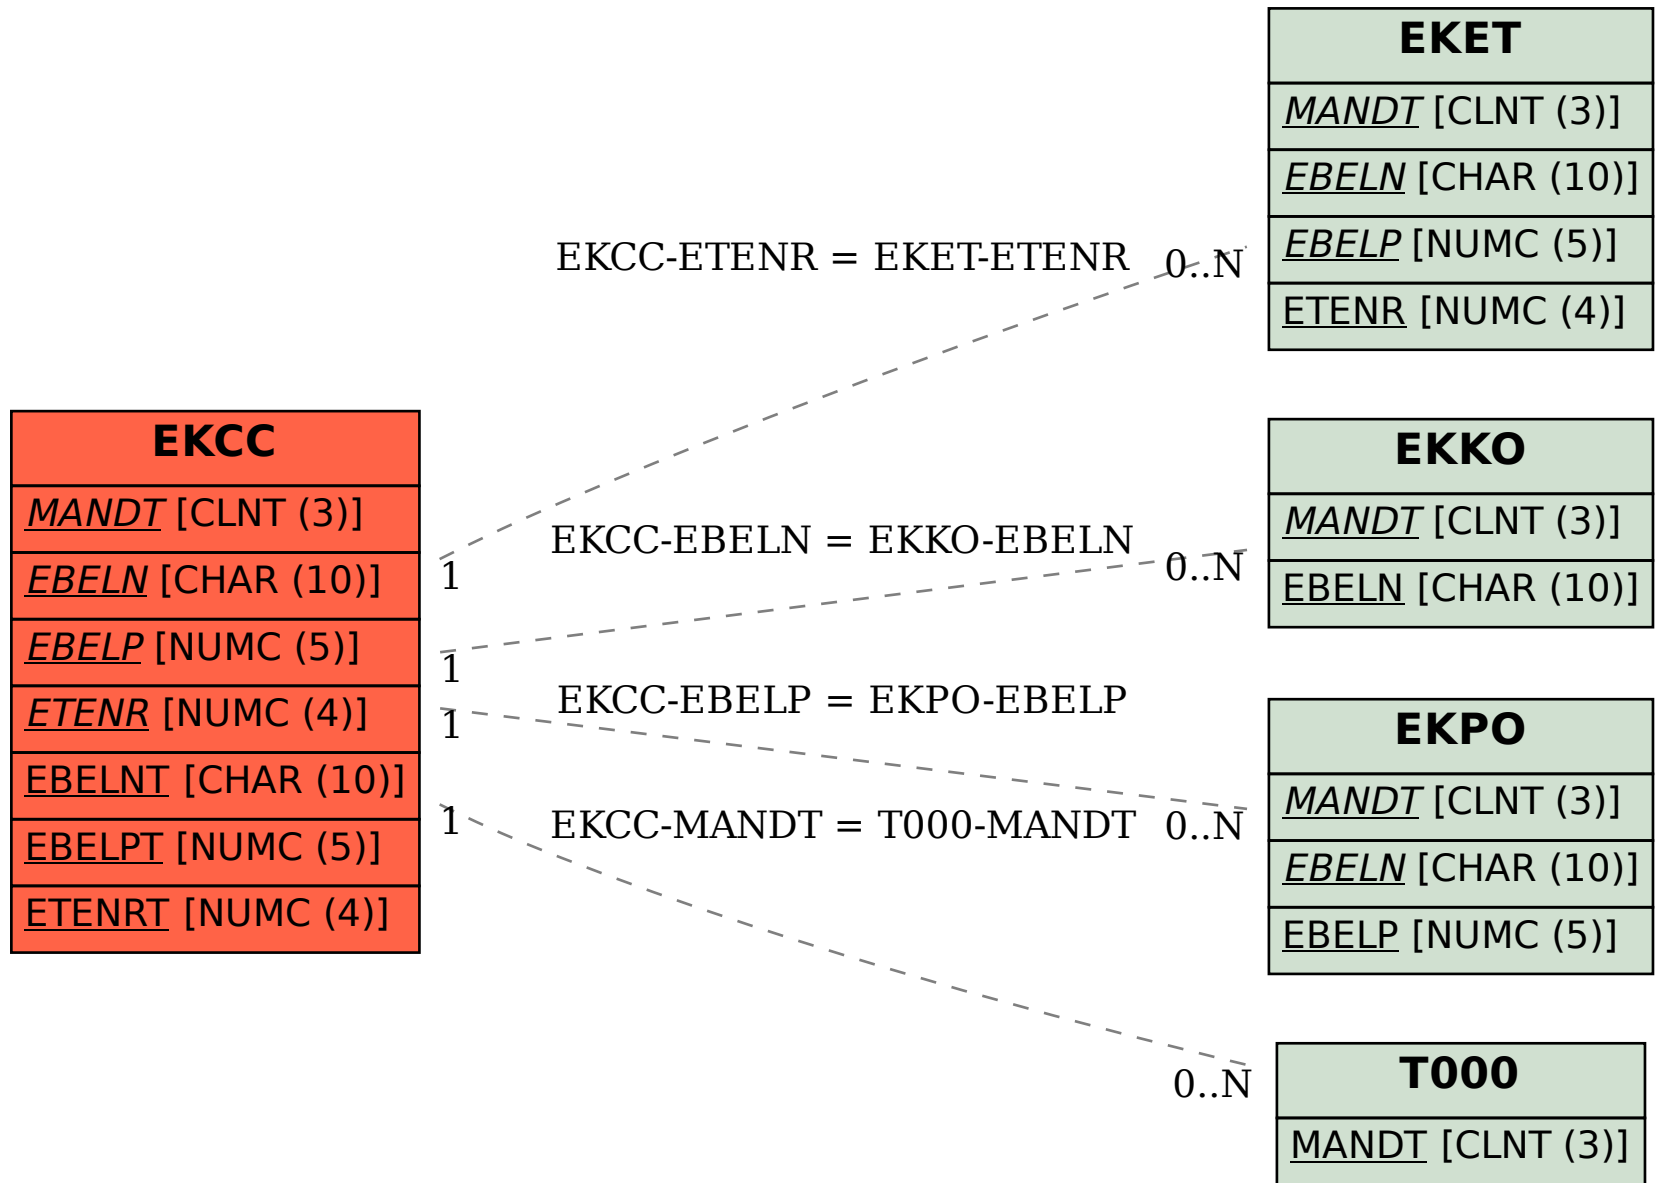 EKET
MANDT [CLNT (3)]
EBELN [CHAR (10)]
EBELP [NUMC (5)]
ETENR [NUMC (4)]
EKCC-ETENR = EKET-ETENR
0..N
EKCC
MANDT [CLNT (3)]
EBELN [CHAR (10)]
EBELP [NUMC (5)]
ETENR [NUMC (4)]
EBELNT [CHAR (10)]
EBELPT [NUMC (5)]
ETENRT [NUMC (4)]
1
EKCC-EBELN = EKKO-EBELN
0..N
1
EKKO
MANDT [CLNT (3)]
EBELN [CHAR (10)]
1
EKCC-EBELP = EKPO-EBELP
0..N
EKPO
MANDT [CLNT (3)]
EBELN [CHAR (10)]
EBELP [NUMC (5)]
1
EKCC-MANDT = T000-MANDT
0..N
T000
MANDT [CLNT (3)]